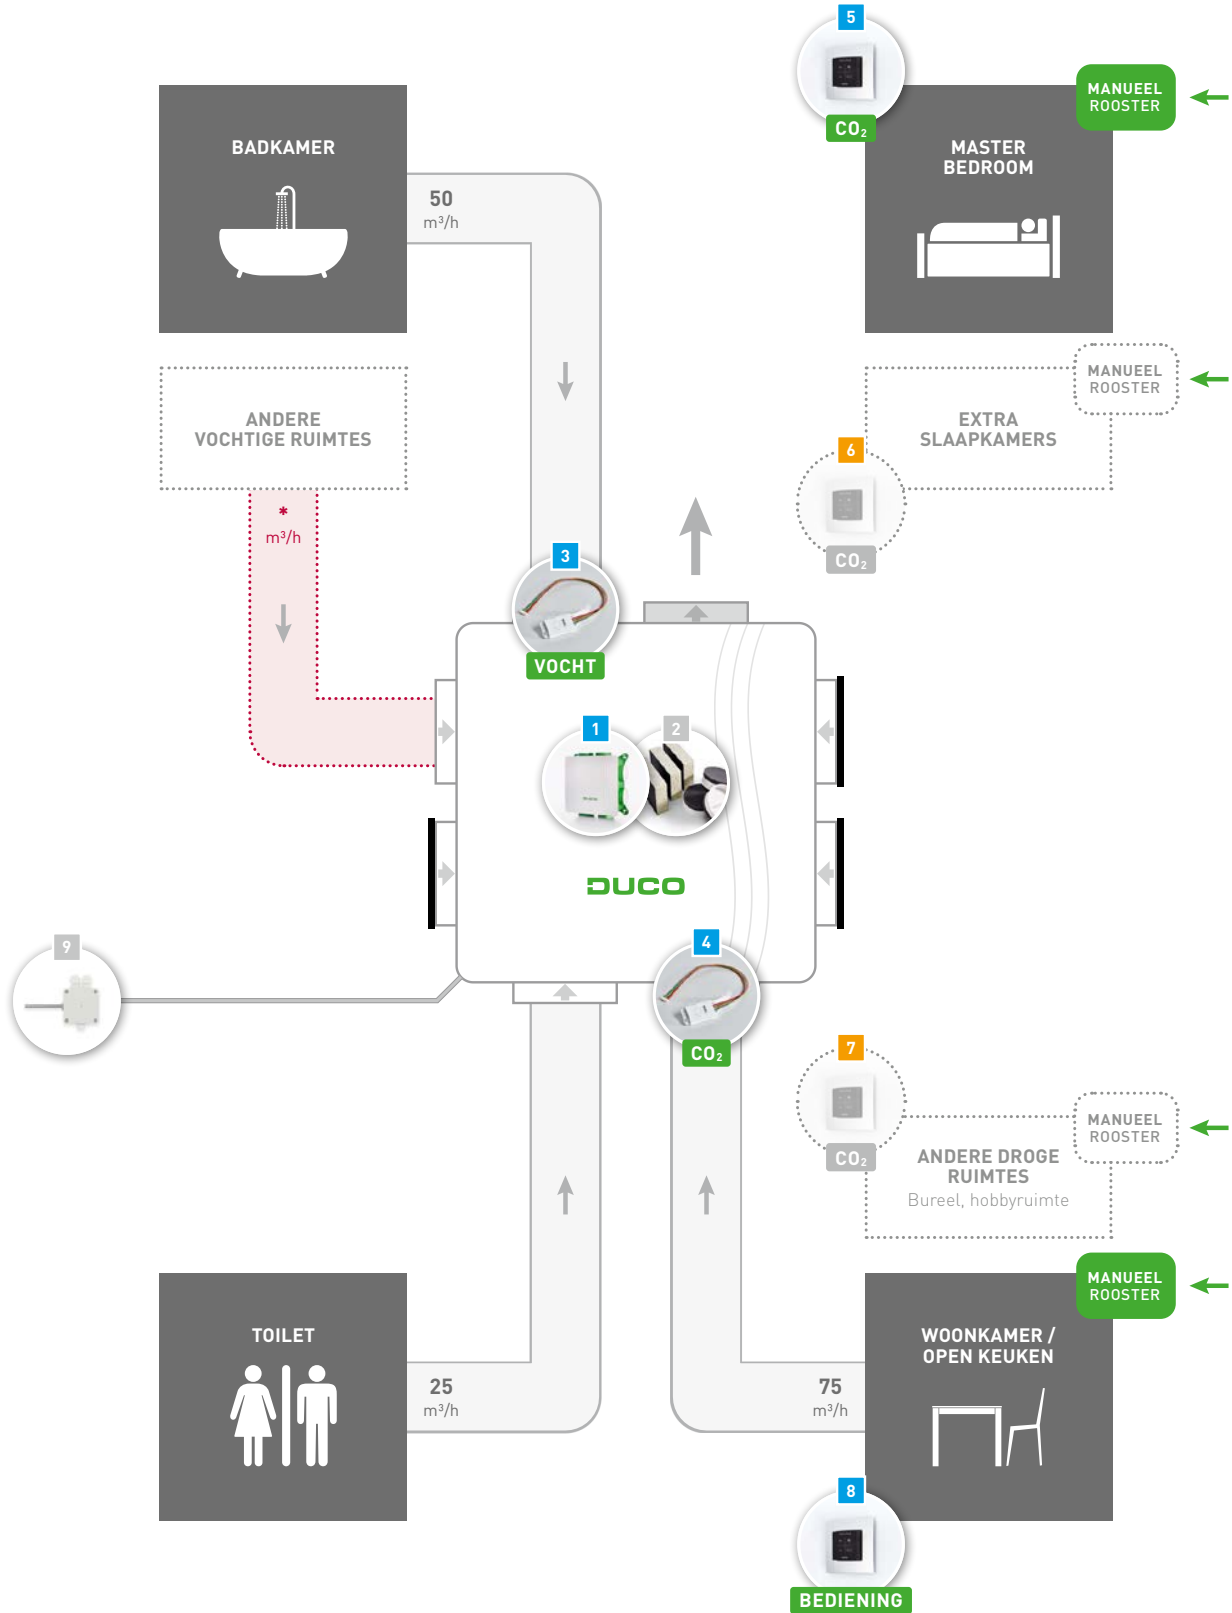 5
MANUEEL
ROOSTER
CO₂
BADKAMER
MASTER
BEDROOM
50
m³/h
ANDERE
VOCHTIGE RUIMTES
MANUEEL
ROOSTER
EXTRA
SLAAPKAMERS
6
CO₂
*
m³/h
3
VOCHT
1
2
DUCO
4
CO₂
9
7
MANUEEL
ROOSTER
CO₂
ANDERE DROGE
RUIMTES
Bureel, hobbyruimte
MANUEEL
ROOSTER
TOILET
WOONKAMER /
OPEN KEUKEN
25
m³/h
75
m³/h
8
BEDIENING